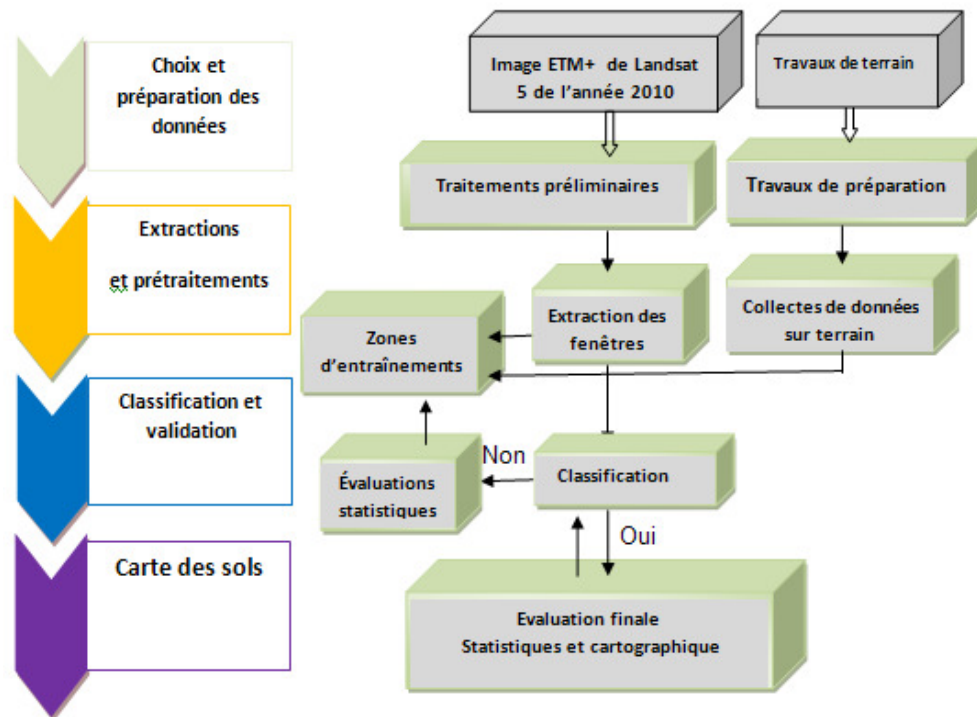 Choix et
préparation des
données
Extractions
et prétraitements
Classification et
validation
Carte des sols
Image ETM+ de Landsat
5 de l'année 2010
Travaux de terrain
Traitements préliminaires
Travaux de préparation
Extraction des
fenêtres
Collectes de données
sur terrain
Zones
d'entraînements
Non
Évaluations
statistiques
Classification
Oui
Evaluation finale
Statistiques et cartographique